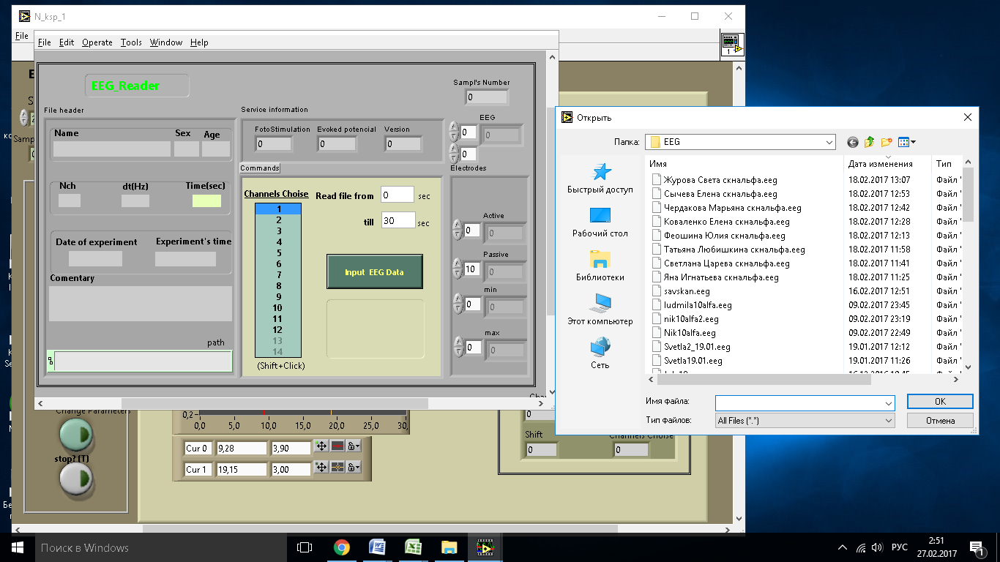 N_ksp_1
File
File Edit Operate Tools Window Help
EEG_Reader
Sampl's Number
0
File header
Service information
EEG
Name Sex Age
FotoStimulation Evoked potencial Version
0 0 0
0 0
0
Electrodes
Commands
Nch dt(Hz) Time(sec)
Channels Choise
Read file from 0 sec
till 30 sec
1
2
3
4
5
6
7
8
9
10
11
12
13
14
(Shift+Click)
Input EEG Data
Active
0 0
Passive
10 0
min
0 0
max
0 0
Date of experiment Experiment's time
Comentary
path
Change Parameters
stop? (T)
0,2
0,0 5,0 10,0 15,0 20,0 25,0 30,
Cur 0 9,28 3,90
Cur 1 19,15 3,00
0
Shift Channels Choise
0 0
Открыть
Папка: EEG
Быстрый доступ
Рабочий стол
Библиотеки
Этот компьютер
Сеть
Имя Дата изменения Тип
Журова Света скнальфа.eeg 18.02.2017 13:07 Файл "
Сычева Елена скнальфа.eeg 18.02.2017 12:53 Файл "
Чердакова Марьяна скнальфа.eeg 18.02.2017 12:42 Файл "
Коваленко Елена скнальфа.eeg 18.02.2017 12:28 Файл "
Феошина Юлия скнальфа.eeg 18.02.2017 12:13 Файл "
Татьяна Любишкина скнальфа.eeg 18.02.2017 11:58 Файл "
Светлана Царева скнальфа.eeg 18.02.2017 11:41 Файл "
Яна Игнатьева скнальфа.eeg 18.02.2017 11:25 Файл "
savskan.eeg 16.02.2017 12:51 Файл "
ludmila10alfa.eeg 09.02.2017 23:45 Файл "
nik10alfa2.eeg 09.02.2017 23:19 Файл "
Nik10alfa.eeg 09.02.2017 22:49 Файл "
Svetla2_19.01.eeg 19.01.2017 12:12 Файл "
Svetla19.01.eeg 19.01.2017 11:26 Файл "
Имя файла:
OK
Тип файлов: All Files (*.*)
Отмена
Поиск в Windows
РУС
2:51
27.02.2017
1